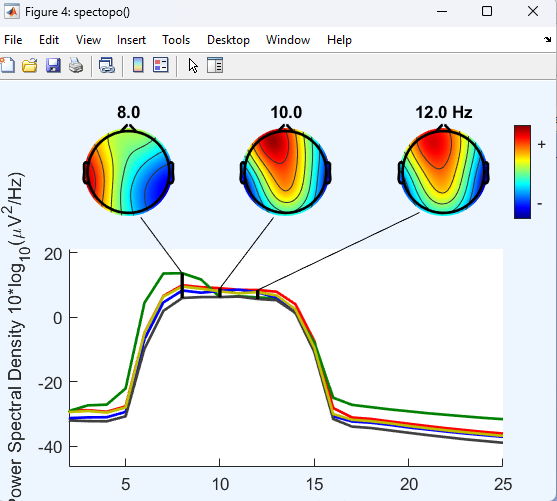 Figure 4: spectopo()
File Edit View Insert Tools Desktop Window Help
8.0 10.0 12.0 Hz
+
-
Power Spectral Density 10*log10(μV2/Hz)
20
0
-20
-40
5 10 15 20 25